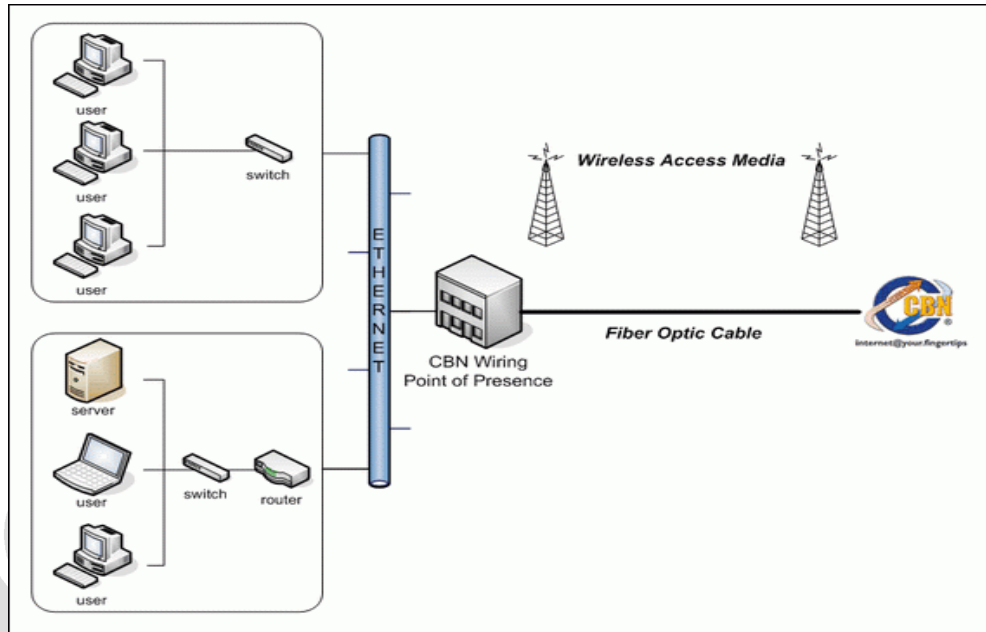 user
user
switch
user
server
user
switch
router
user
ETHERNET
Wireless Access Media
CBN Wiring
Point of Presence
Fiber Optic Cable
CBN
®
internet@your.fingertips